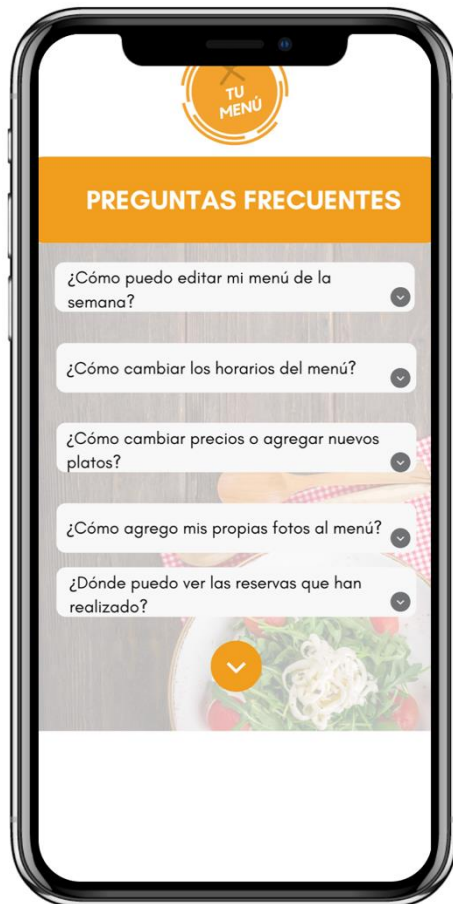 TU
MENÚ
PREGUNTAS FRECUENTES
¿Cómo puedo editar mi menú de la
semana?
¿Cómo cambiar los horarios del menú?
¿Cómo cambiar precios o agregar nuevos
platos?
¿Cómo agrego mis propias fotos al menú?
¿Dónde puedo ver las reservas que han
realizado?